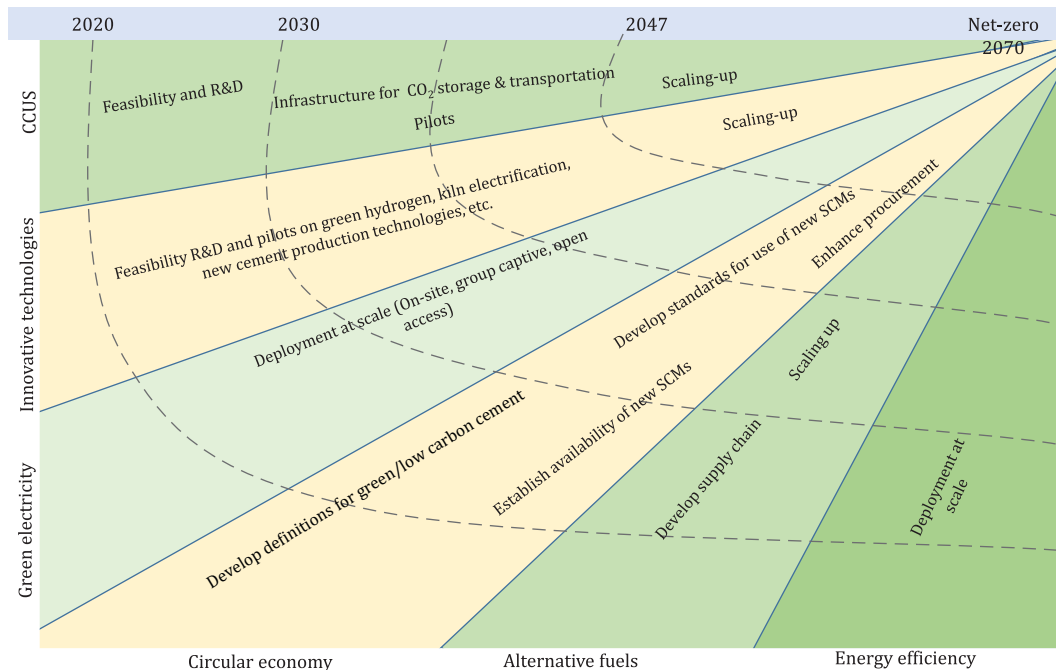 2020
2030
2047
Net-zero
2070
CCUS
Feasibility and R&D
Infrastructure for CO₂ storage & transportation
Pilots
Scaling-up
Scaling-up
Innovative technologies
Feasibility R&D and pilots on green hydrogen, kiln electrification,
new cement production technologies, etc.
Green electricity
Deployment at scale (On-site, group captive, open
access)
Develop definitions for green/low carbon cement
Establish availability of new SCMs
Develop standards for use of new SCMs
Enhance procurement
Develop supply chain
Scaling up
Deployment at
scale
Circular economy
Alternative fuels
Energy efficiency